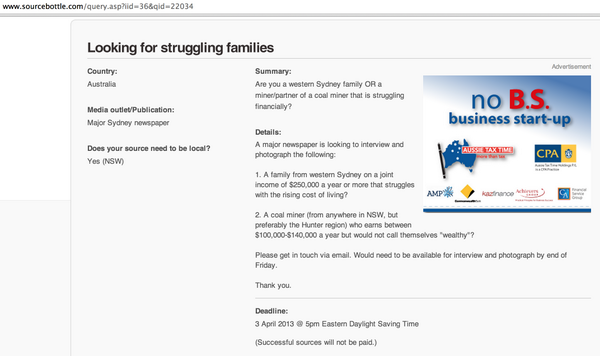 www.sourcebottle.com/query.asp?iid=36&qid=22034
Looking for struggling families
Country:
Australia
Media outlet/Publication:
Major Sydney newspaper
Does your source need to be local?
Yes (NSW)
Summary:
Are you a western Sydney family OR a
miner/partner of a coal miner that is struggling
financially?
Details:
A major newspaper is looking to interview and
photograph the following:
1. A family from western Sydney on a joint
income of $250,000 a year or more that struggles
with the rising cost of living?
2. A coal miner (from anywhere in NSW, but
preferably the Hunter region) who earns between
$100,000-$140,000 a year but would not call themselves "wealthy"?
Please get in touch via email. Would need to be available for interview and photograph by end of
Friday.
Thank you.
Deadline:
3 April 2013 @ 5pm Eastern Daylight Saving Time
(Successful sources will not be paid.)
Advertisement
no B.S.
business start-up
AUSSIE TAX TIME
CPA
AMP
CommonwealthBank
kazfinance
Achievers
Financial
Service
Group